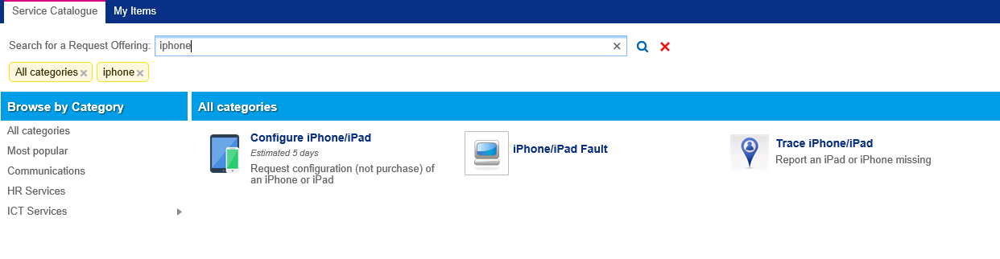 Service Catalogue
My Items
Search for a Request Offering:
iphone
All categories
iphone
Browse by Category
All categories
Most popular
Communications
HR Services
ICT Services
All categories
Configure iPhone/iPad
Estimated 5 days
Request configuration (not purchase) of
an iPhone or iPad
iPhone/iPad Fault
Trace iPhone/iPad
Report an iPad or iPhone missing